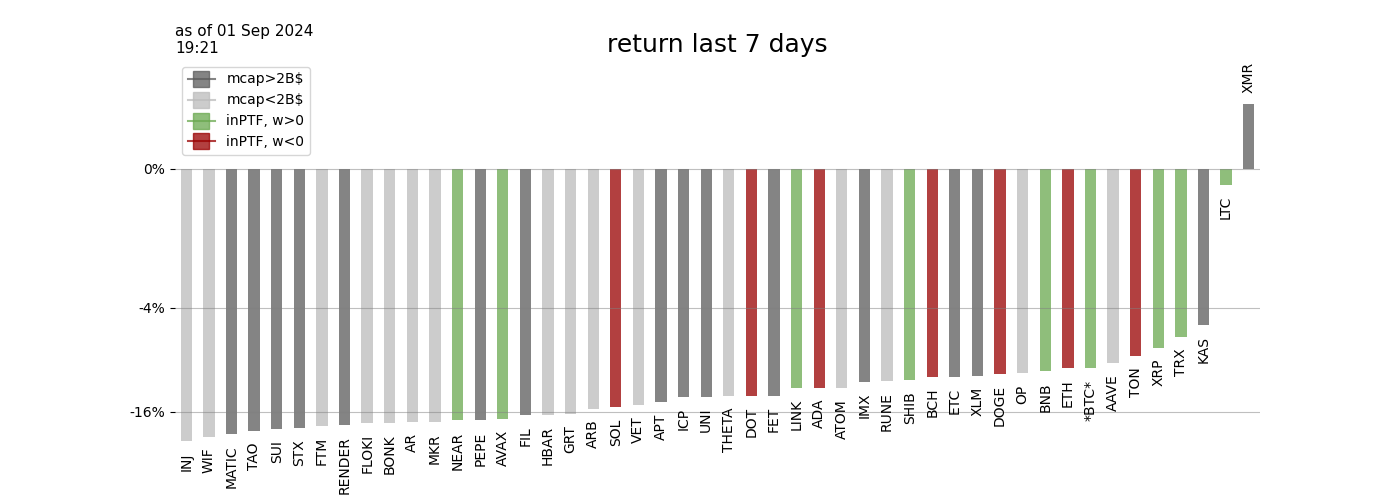 as of 01 Sep 2024
19:21
return last 7 days
mcap>2B$
mcap<2B$
inPTF, w>0
inPTF, w<0
0%
-4%
-16%
INJ
WIF
MATIC
TAO
SUI
STX
FTM
RENDER
FLOKI
BONK
AR
MKR
NEAR
PEPE
AVAX
FIL
HBAR
GRT
ARB
SOL
VET
APT
ICP
UNI
THETA
DOT
FET
LINK
ADA
ATOM
IMX
RUNE
SHIB
BCH
ETC
XLM
DOGE
OP
BNB
ETH
*BTC*
AAVE
TON
XRP
TRX
KAS
LTC
XMR